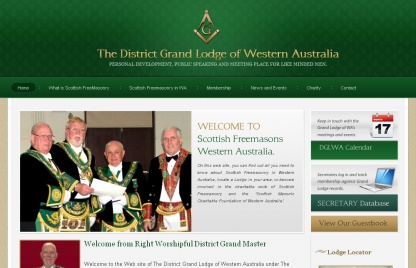 The District Grand Lodge of Western Australia
PERSONAL DEVELOPMENT, PUBLIC SPEAKING AND MEETING PLACE FOR LIKE MINDED MEN.
Home
What is Scottish FreeMasonry
Scottish Freemasonry in WA
Membership
News and Events
Charity
Contact
WELCOME TO
Scottish Freemasons
Western Australia.
On this web site, you can find out all you need to
know about Scottish Freemasonry in Western
Australia, locate a Lodge in your area, or become
involved in the charitable work of Scottish
Freemasonry and the "Scottish Masonic
Charitable Foundation of Western Australia".
Keep in touch with the
Grand Lodge of WA's
meetings and events.
17
DGLWA Calendar
Secretaries log in and track
membership against Grand
Lodge records.
SECRETARY Database
View Our Guestbook
Lodge Locator
Welcome from Right Worshipful District Grand Master
Welcome to the Web site of The District Grand Lodge of Western Australia under The